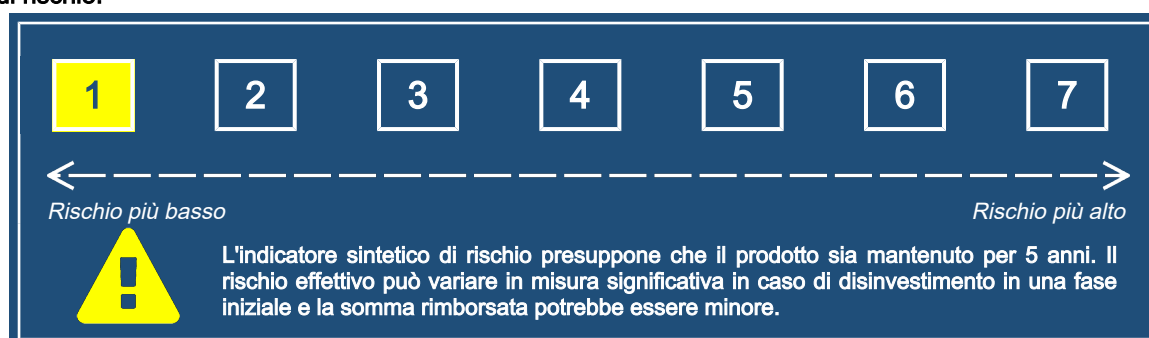 di rischio.
1 2 3 4 5 6 7
Rischio più basso Rischio più alto
L'indicatore sintetico di rischio presuppone che il prodotto sia mantenuto per 5 anni. Il
rischio effettivo può variare in misura significativa in caso di disinvestimento in una fase
iniziale e la somma rimborsata potrebbe essere minore.